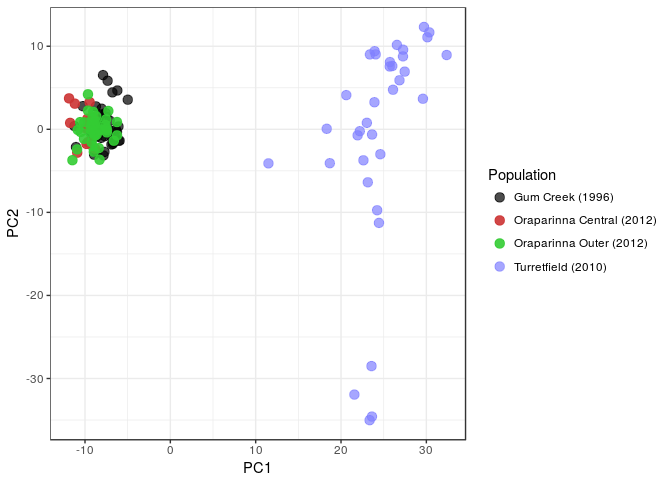 10
0
-10
-20
-30
PC2
-10
0
10
20
30
PC1
Population
Gum Creek (1996)
Oraparinna Central (2012)
Oraparinna Outer (2012)
Turretfield (2010)